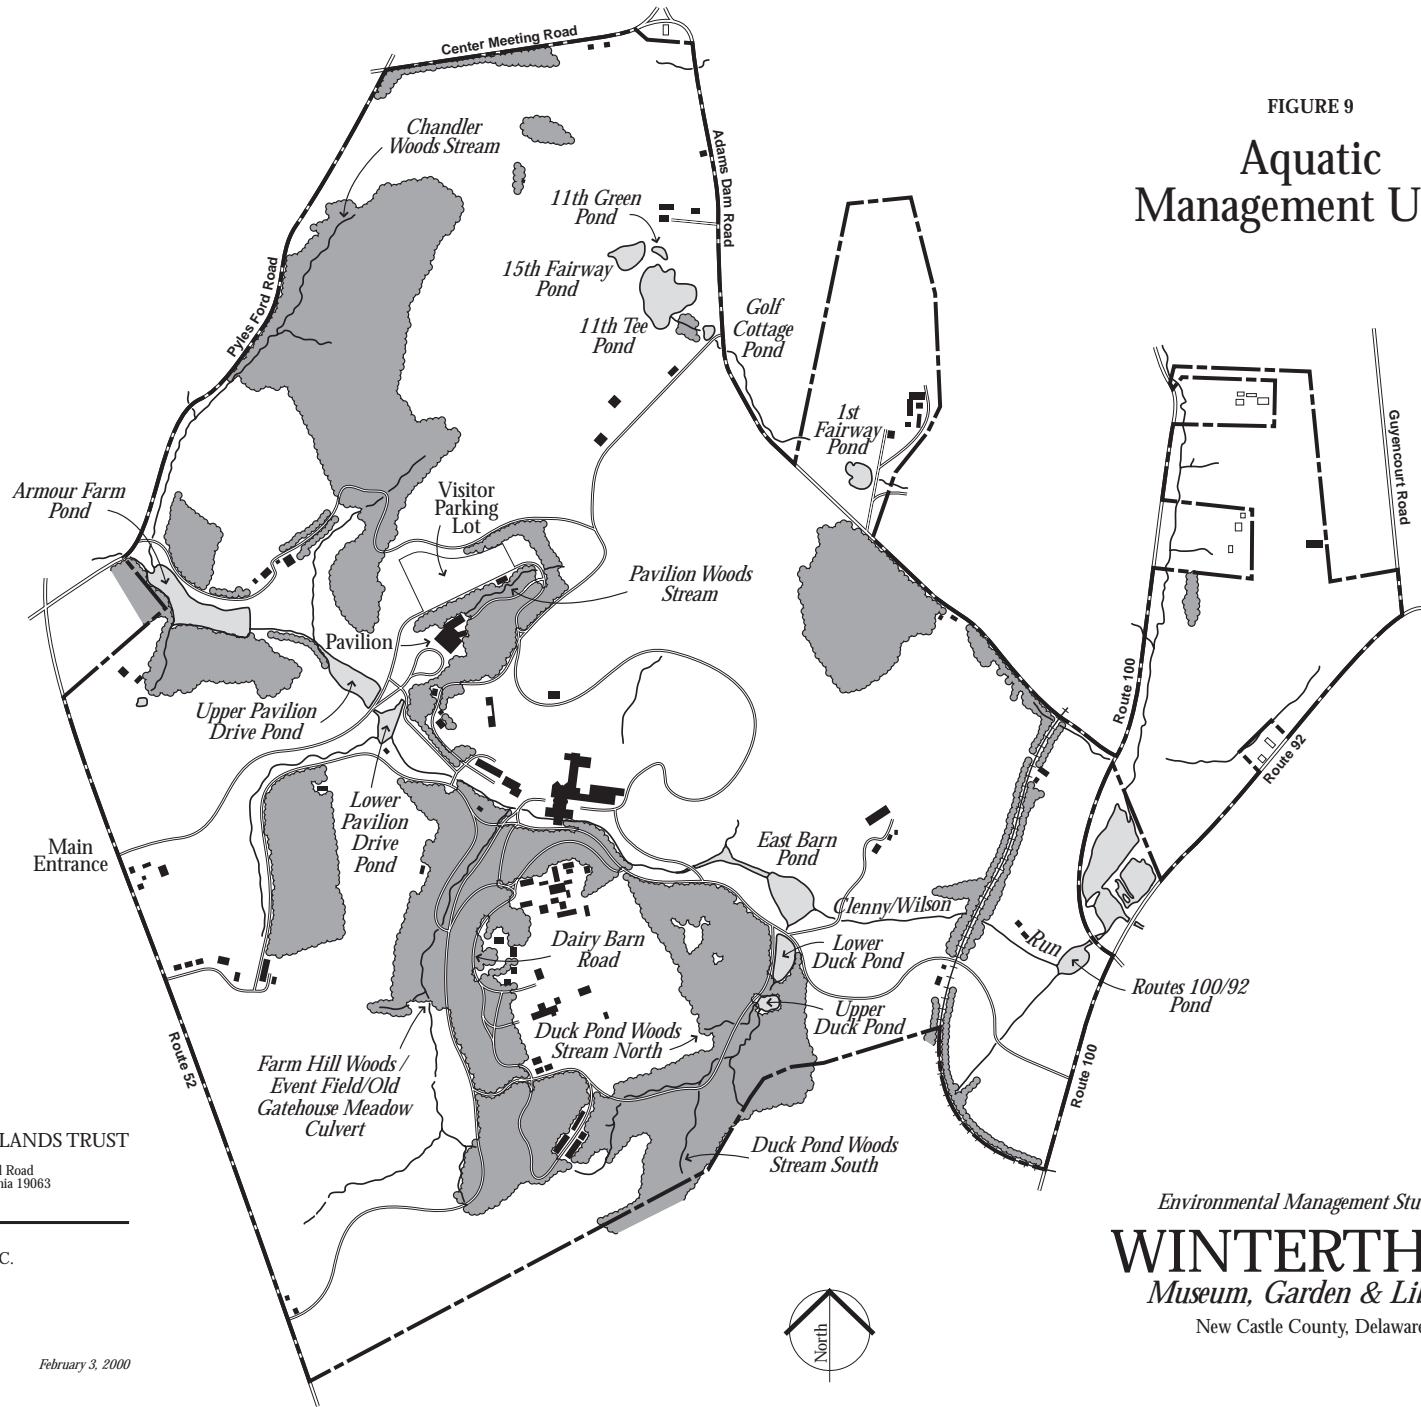 Center Meeting Road
FIGURE 9
Aquatic
Management U
Chandler
Woods Stream
Adams Dam Road
11th Green
Pond
15th Fairway
Pond
Pyles Ford Road
11th Tee
Pond
Golf
Cottage
Pond
1st
Fairway
Pond
Guyencourt Road
Armour Farm
Pond
Visitor
Parking
Lot
Pavilion Woods
Stream
Pavilion
Route 100
Upper Pavilion
Drive Pond
Route 92
Lower
Pavilion
Drive
Pond
Main
Entrance
East Barn
Pond
Clenny/Wilson
Run
Dairy Barn
Road
Lower
Duck Pond
Routes 100/92
Pond
Upper
Duck Pond
Duck Pond Woods
Stream North
Route 52
Farm Hill Woods /
Event Field/Old
Gatehouse Meadow
Culvert
Route 100
LANDS TRUST
Duck Pond Woods
Stream South
l Road
nia 19063
Environmental Management Stu
C.
WINTERTH
Museum, Garden & Lib
New Castle County, Delaware
North
February 3, 2000